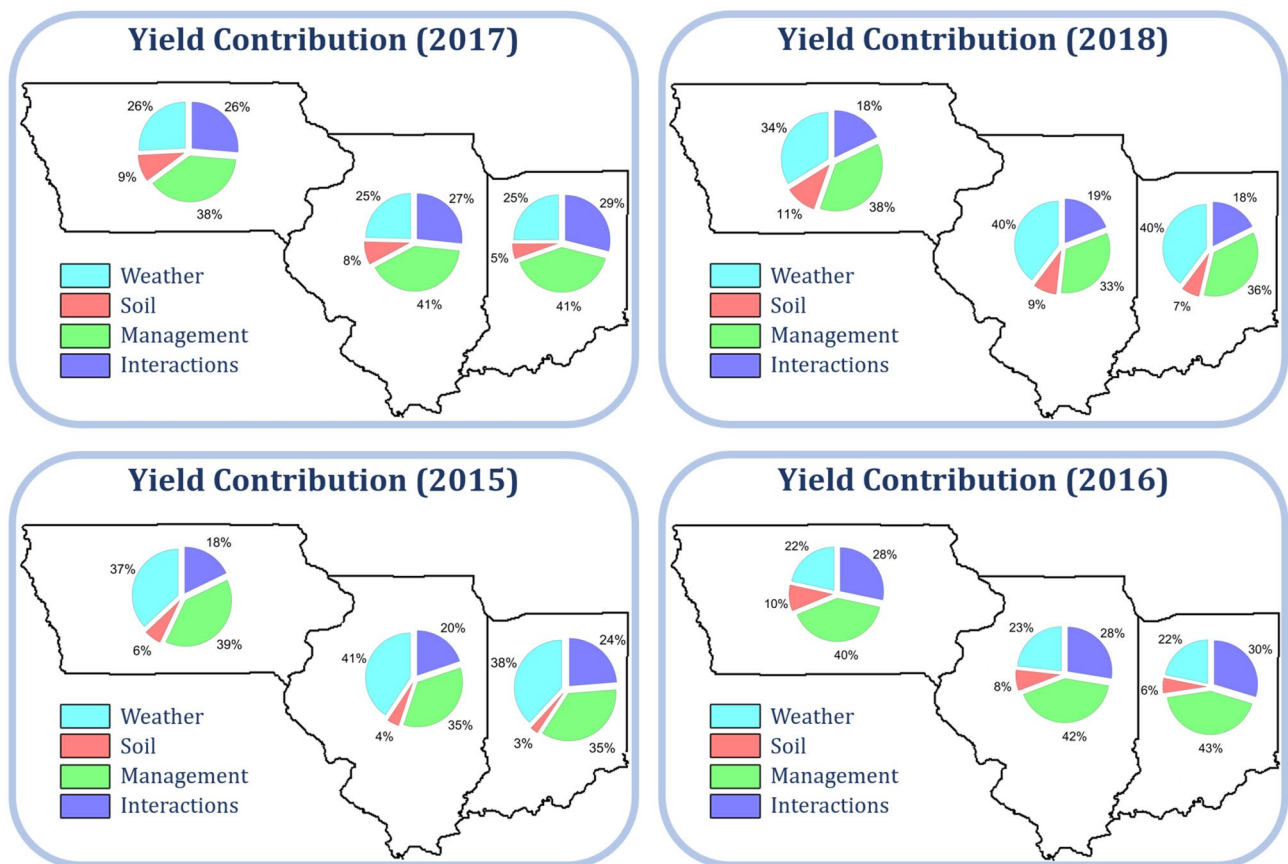 Yield Contribution (2017)
26%
26%
9%
38%
25%
27%
8%
41%
25%
29%
5%
41%
Weather
Soil
Management
Interactions
Yield Contribution (2018)
34%
18%
11%
38%
40%
19%
9%
33%
40%
18%
7%
36%
Weather
Soil
Management
Interactions
Yield Contribution (2015)
37%
18%
6%
39%
41%
20%
4%
35%
38%
24%
3%
35%
Weather
Soil
Management
Interactions
Yield Contribution (2016)
22%
28%
10%
40%
23%
28%
8%
42%
22%
30%
6%
43%
Weather
Soil
Management
Interactions